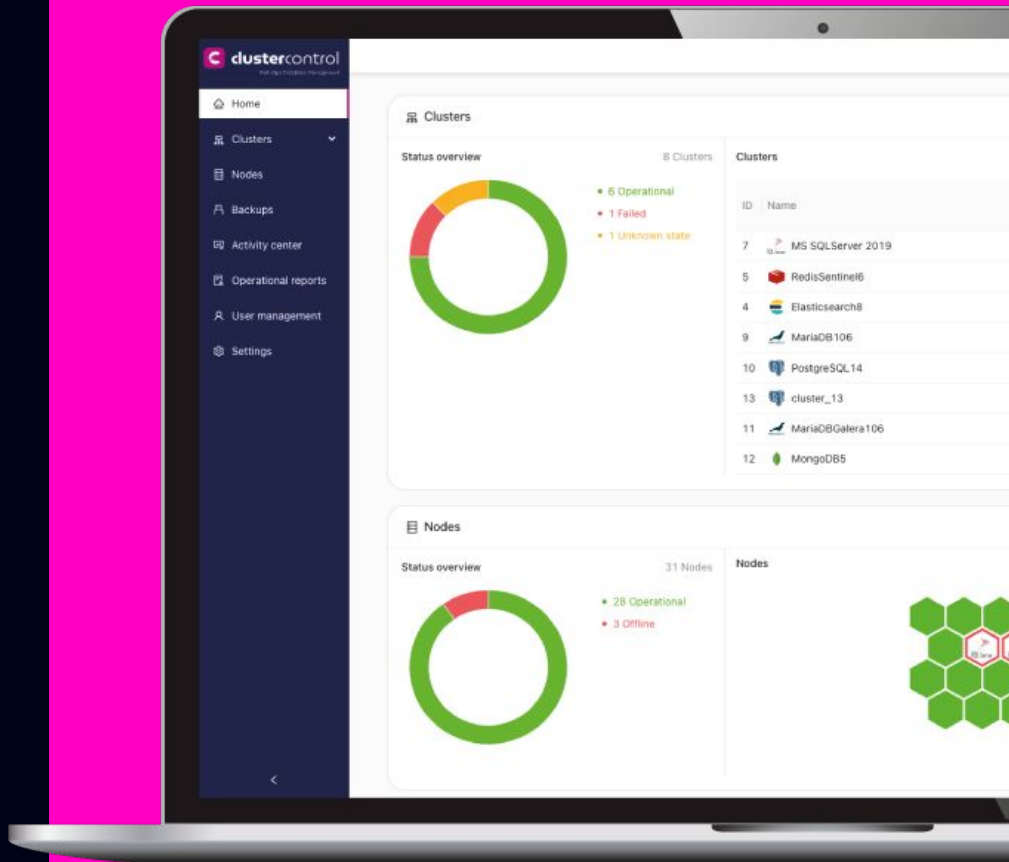 clustercontrol
Home
Clusters
Nodes
Backups
Activity center
Operational reports
User management
Settings
Clusters
Status overview
8 Clusters
6 Operational
1 Failed
1 Unknown state
Clusters
ID Name
7 MS SQLServer 2019
5 RedisSentinel6
4 Elasticsearch8
9 MariaDB106
10 PostgreSQL14
13 cluster_13
11 MariaDBGalera106
12 MongoDB5
Nodes
Status overview
31 Nodes
28 Operational
3 Offline
Nodes